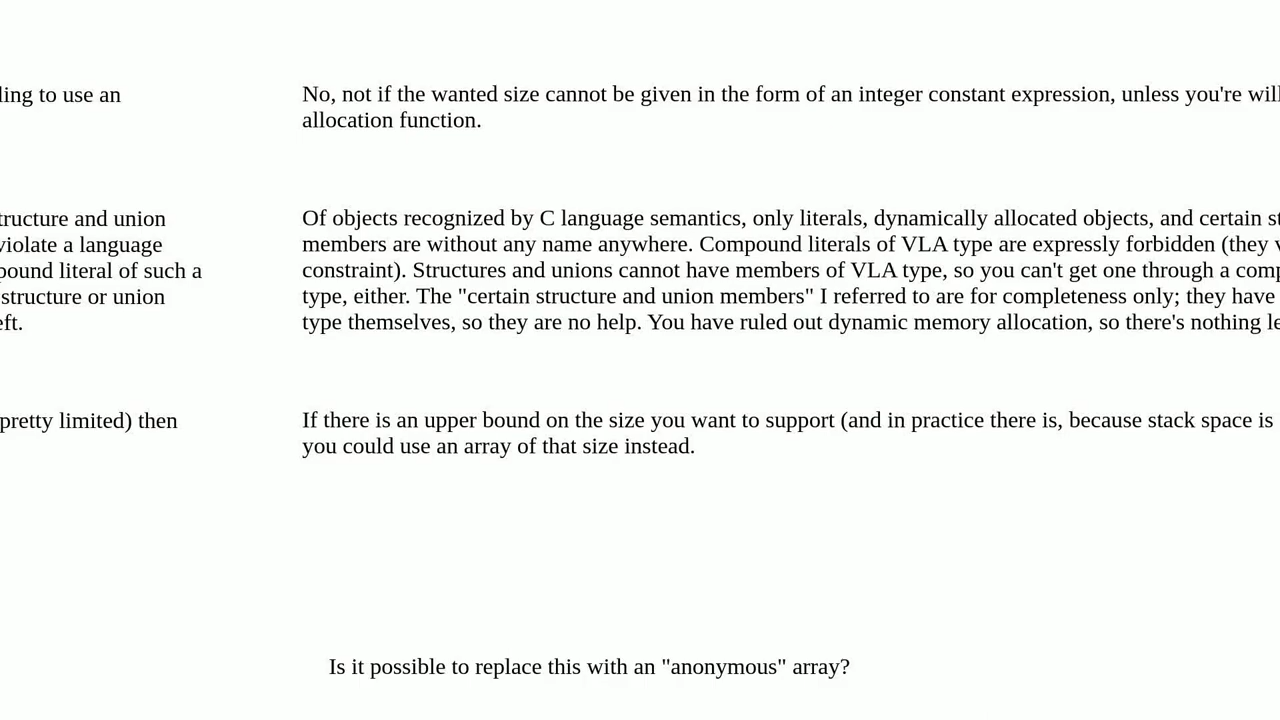 ling to use an
tructure and union
violate a language
pound literal of such a
structure or union
eft.
pretty limited) then
No, not if the wanted size cannot be given in the form of an integer constant expression, unless you're will
allocation function.
Of objects recognized by C language semantics, only literals, dynamically allocated objects, and certain st
members are without any name anywhere. Compound literals of VLA type are expressly forbidden (they v
constraint). Structures and unions cannot have members of VLA type, so you can't get one through a comp
type, either. The "certain structure and union members" I referred to are for completeness only; they have
type themselves, so they are no help. You have ruled out dynamic memory allocation, so there's nothing le
If there is an upper bound on the size you want to support (and in practice there is, because stack space is
you could use an array of that size instead.
Is it possible to replace this with an "anonymous" array?